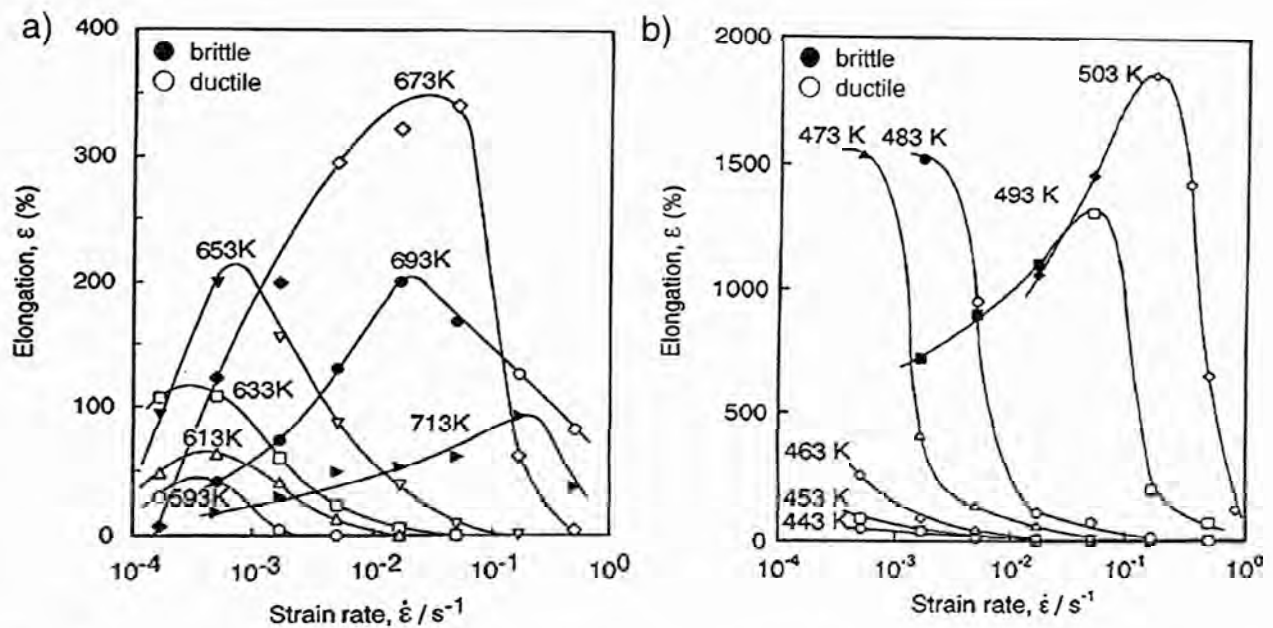 a)
400
300
200
100
0
Elongation, ε (%)
brittle
ductile
673K
653K
693K
633K
613K
593K
713K
10⁻⁴
10⁻³
10⁻²
10⁻¹
10⁰
Strain rate, ε̇ / s⁻¹
b)
2000
1500
1000
500
0
Elongation, ε (%)
brittle
ductile
503 K
473 K
483 K
493 K
463 K
453 K
443 K
10⁻⁴
10⁻³
10⁻²
10⁻¹
10⁰
Strain rate, ε̇ / s⁻¹